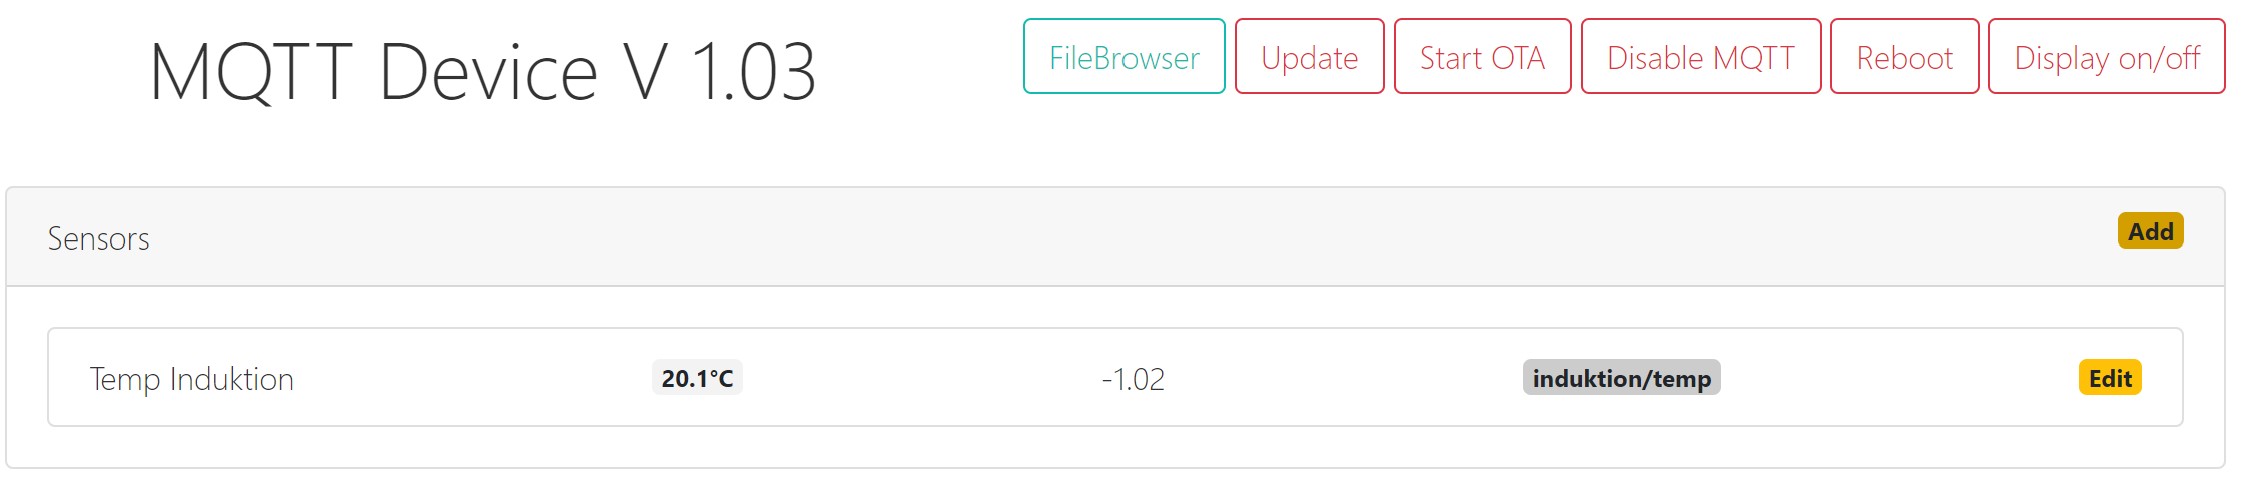 MQTT Device V 1.03
FileBrowser Update Start OTA Disable MQTT Reboot Display on/off
Sensors Add
Temp Induktion 20.1°C -1.02 induktion/temp Edit